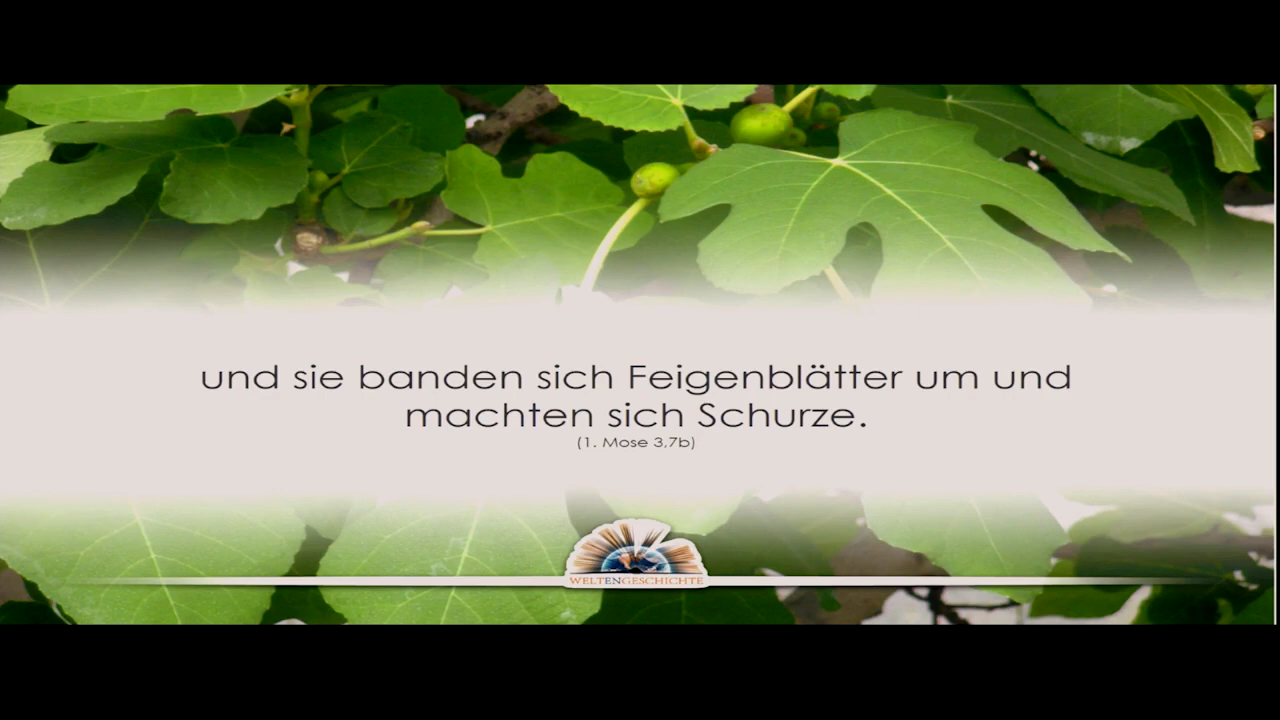 und sie banden sich Feigenblätter um und
machten sich Schurze.
(1. Mose 3,7b)
WELTENGESCHICHTE